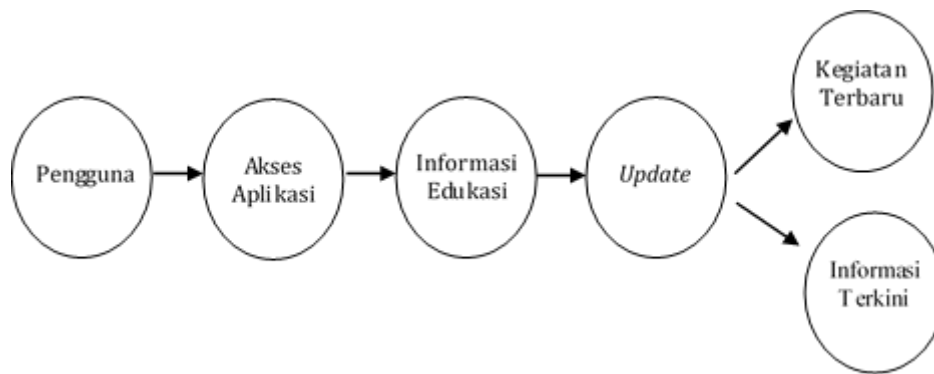 Pengguna
Akses
Aplikasi
Informasi
Edukasi
Update
Kegiatan
Terbaru
Informasi
Terkini